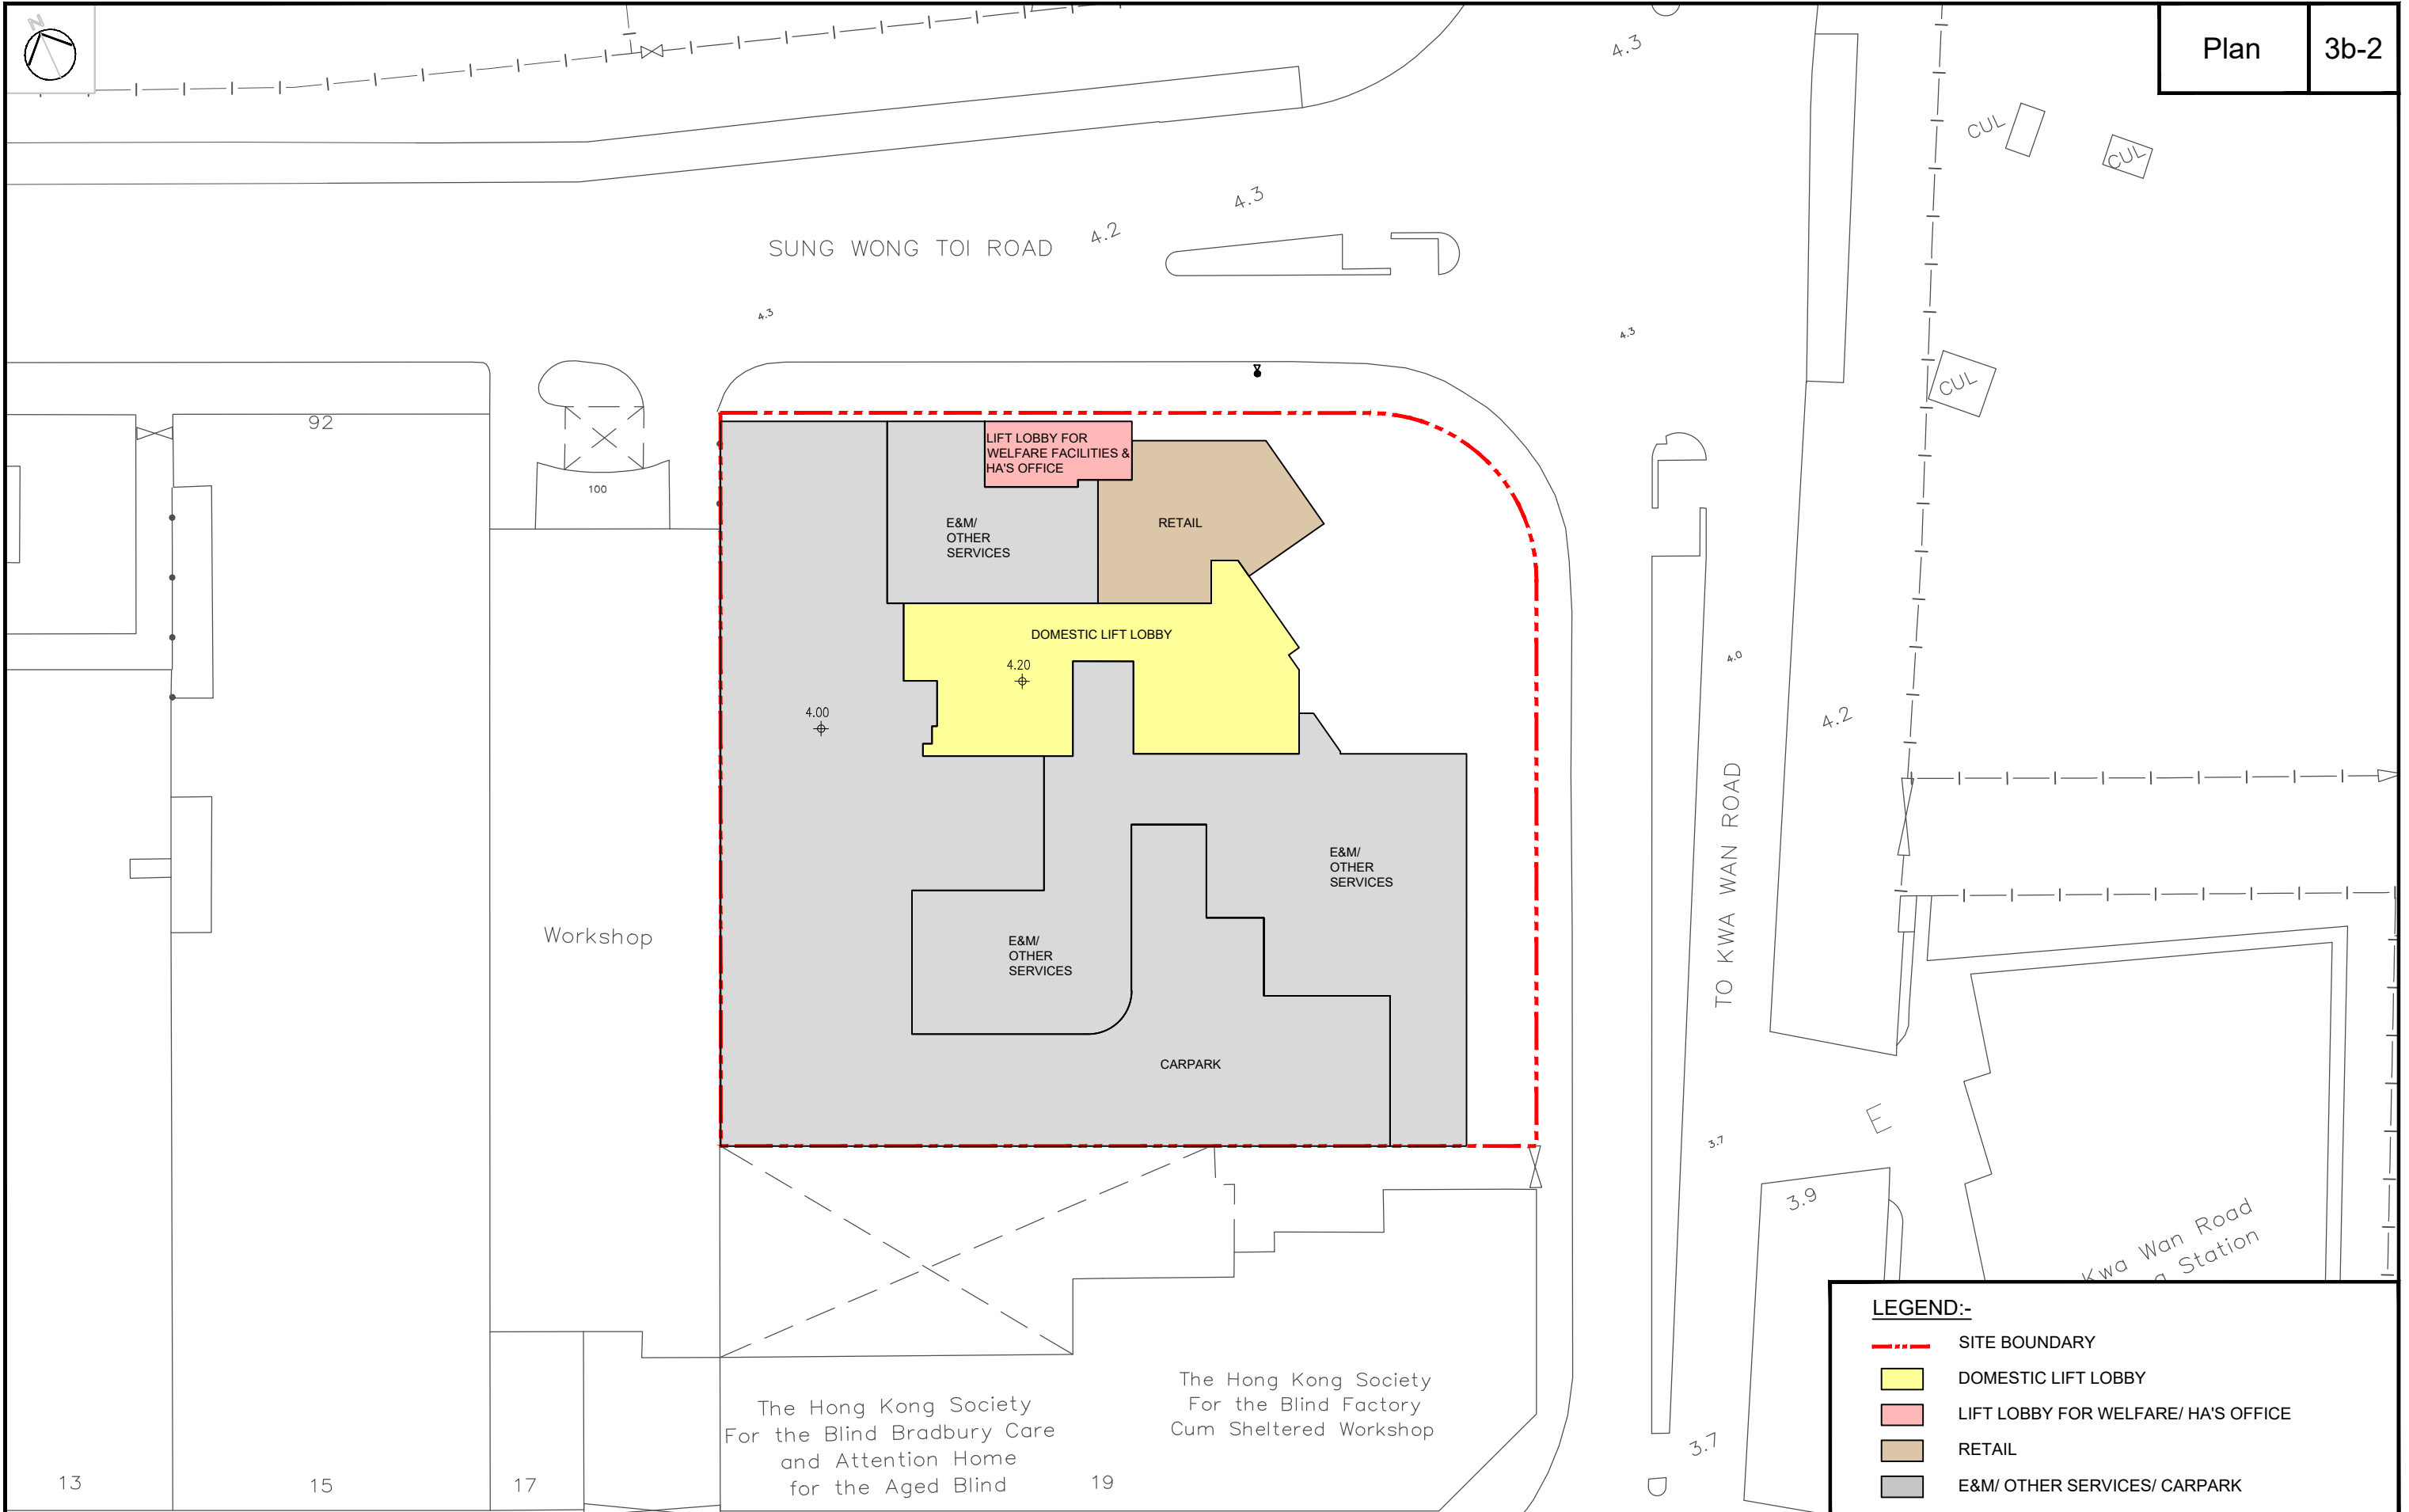 N
Plan 3b-2
4.3
CUL
CUL
4.3
4.2
SUNG WONG TOI ROAD
4.3
4.3
CUL
92
100
LIFT LOBBY FOR
WELFARE FACILITIES &
HA'S OFFICE
E&M/
OTHER
SERVICES
RETAIL
DOMESTIC LIFT LOBBY
4.20
4.00
4.0
4.2
TO KWA WAN ROAD
E&M/
OTHER
SERVICES
Workshop
E&M/
OTHER
SERVICES
CARPARK
E
3.7
3.9
Kwa Wan Road
Station
LEGEND:-
SITE BOUNDARY
DOMESTIC LIFT LOBBY
LIFT LOBBY FOR WELFARE/ HA'S OFFICE
RETAIL
E&M/ OTHER SERVICES/ CARPARK
The Hong Kong Society
For the Blind Bradbury Care
and Attention Home
for the Aged Blind
The Hong Kong Society
For the Blind Factory
Cum Sheltered Workshop
3.7
13
15
17
19
D